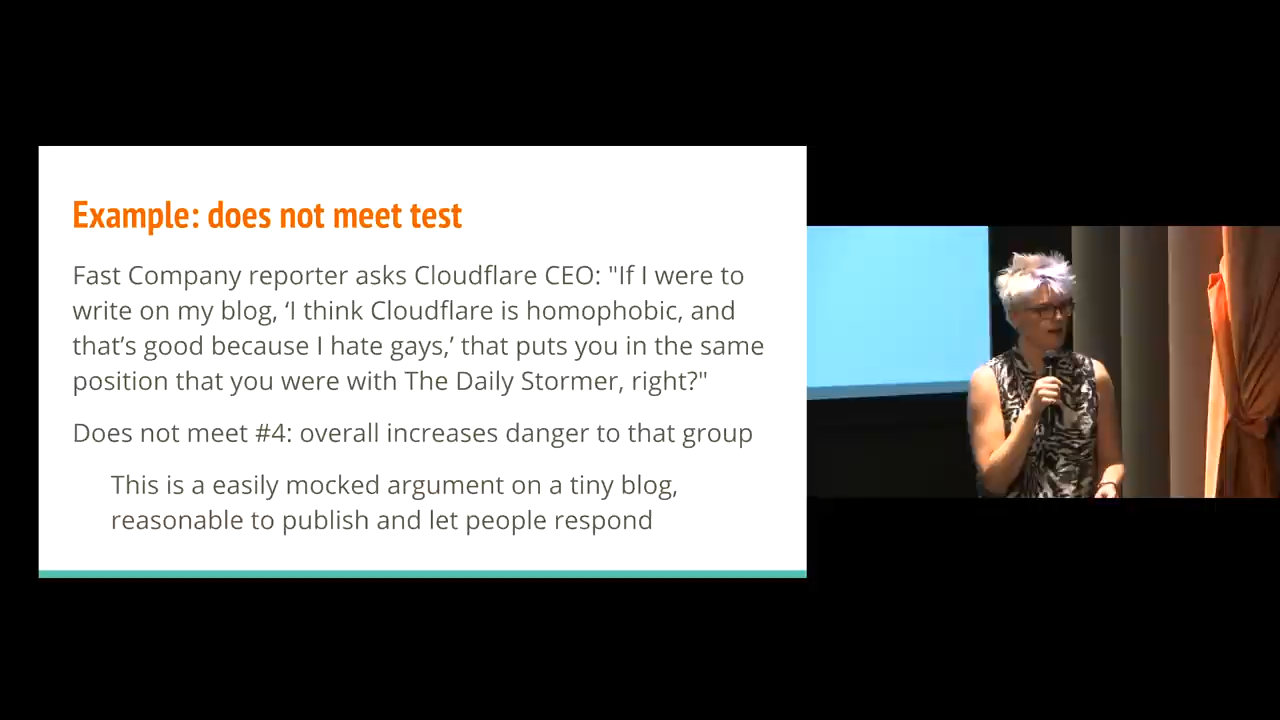 Example: does not meet test
Fast Company reporter asks Cloudflare CEO: "If I were to
write on my blog, ‘I think Cloudflare is homophobic, and
that’s good because I hate gays,’ that puts you in the same
position that you were with The Daily Stormer, right?"
Does not meet #4: overall increases danger to that group
This is a easily mocked argument on a tiny blog,
reasonable to publish and let people respond